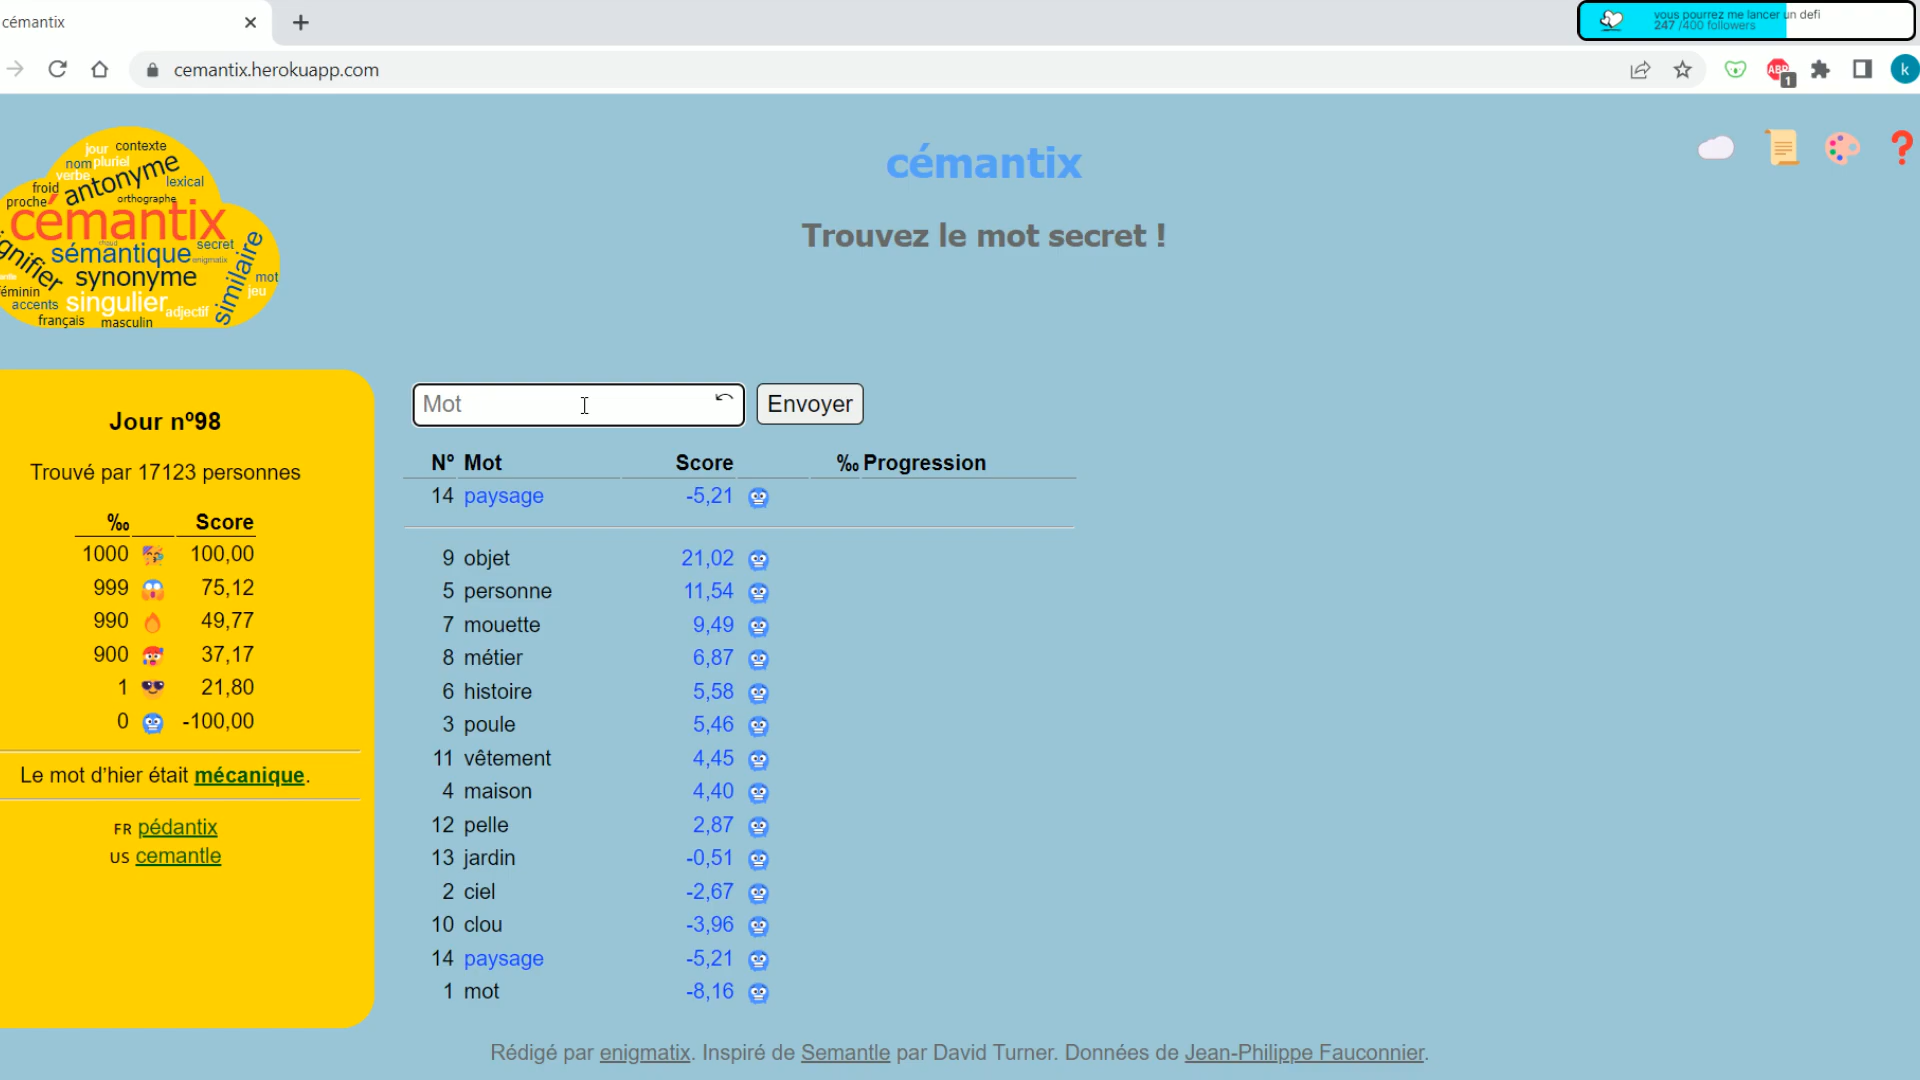 cémantix
vous pourrez me lancer un defi
247 /400 followers
cemantix.herokuapp.com
ABP
1
k
jour contexte
nom pluriel
verbe antonyme
froid lexical
proche orthographe
cémantix
secret
sémantique enigmatix
synonyme
similaire
mot
jeu
accents singulier adjectif
français masculin
cémantix
Trouvez le mot secret !
Jour nº98
Trouvé par 17123 personnes
‰ Score
1000 100,00
999 75,12
990 49,77
900 37,17
1 21,80
0 -100,00
Le mot d’hier était mécanique.
FR pédantix
US cemantle
Mot
Envoyer
Nº Mot Score ‰ Progression
14 paysage -5,21
9 objet 21,02
5 personne 11,54
7 mouette 9,49
8 métier 6,87
6 histoire 5,58
3 poule 5,46
11 vêtement 4,45
4 maison 4,40
12 pelle 2,87
13 jardin -0,51
2 ciel -2,67
10 clou -3,96
14 paysage -5,21
1 mot -8,16
Rédigé par enigmatix. Inspiré de Semantle par David Turner. Données de Jean-Philippe Fauconnier.